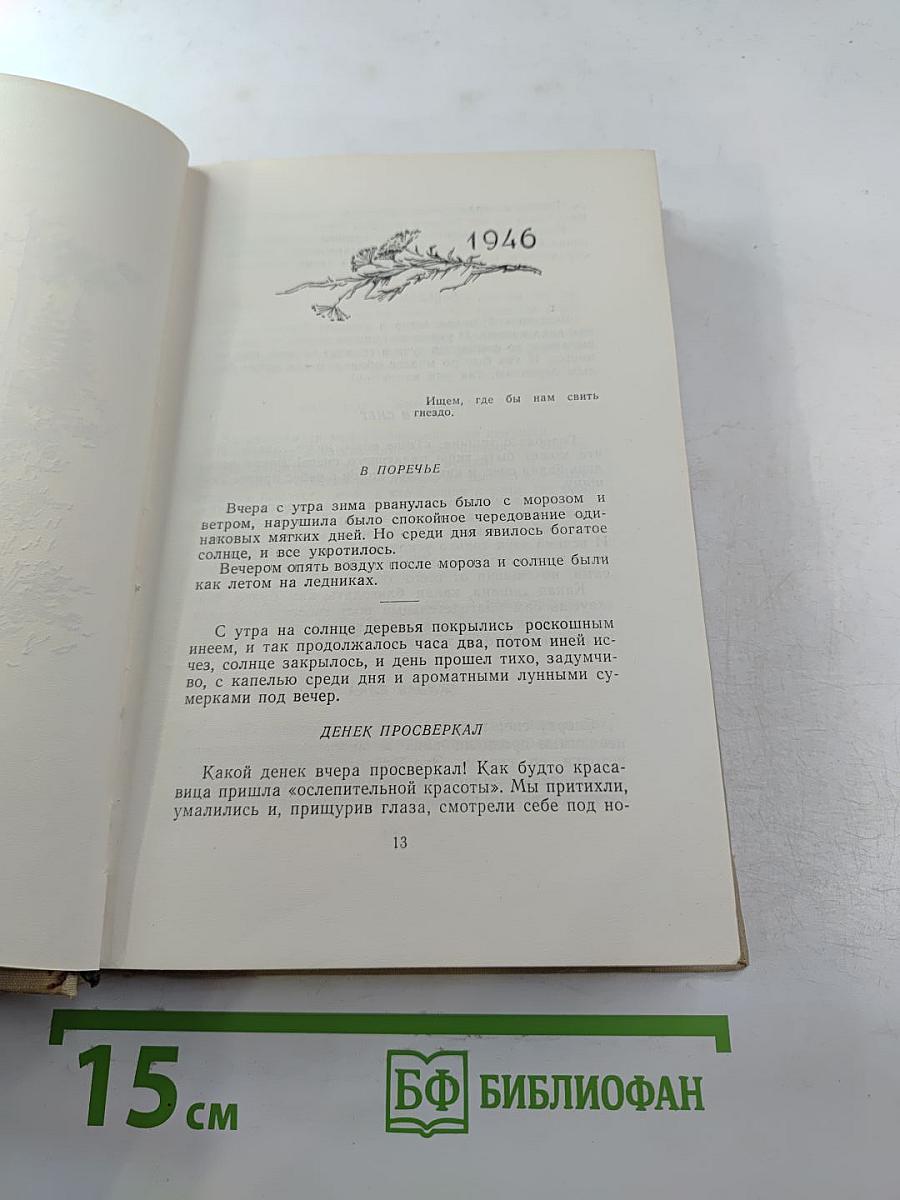 1946
Ищем, где бы нам свить
гнездо.
В ПОРЕЧЬЕ
Вчера с утра зима рванулась было с морозом и
ветром, нарушила было спокойное чередование оди-
наковых мягких дней. Но среди дня явилось богатое
солнце, и все укротилось.
Вечером опять воздух после мороза и солнце были
как летом на ледниках.
С утра на солнце деревья покрылись роскошным
инеем, и так продолжалось часа два, потом иней ис-
чез, солнце закрылось, и день прошел тихо, задумчи-
во, с капелью среди дня и ароматными лунными су-
мерками под вечер.
ДЕНЕК ПРОСВЕРКАЛ
Какой денек вчера просверкал! Как будто краса-
вица пришла «ослепительной красоты». Мы притихли,
умалились и, прищурив глаза, смотрели себе под но-
13
15 см
БФ БИБЛИОФАН